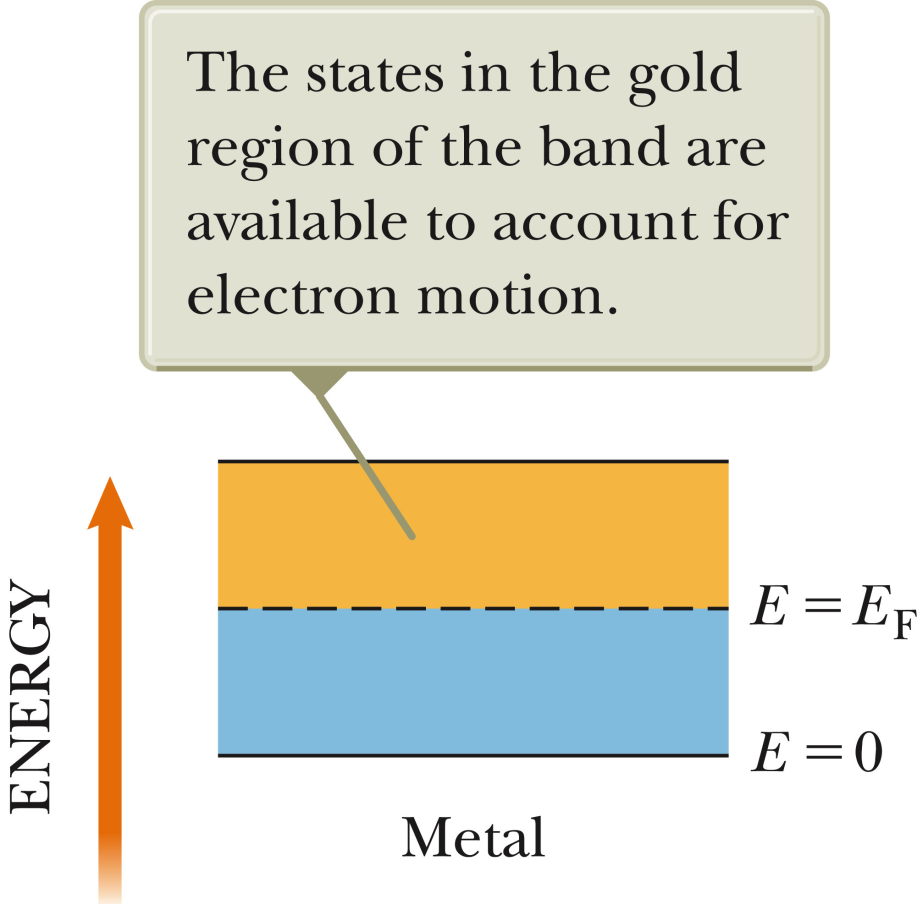 The states in the gold
region of the band are
available to account for
electron motion.
ENERGY
E = E_F
E = 0
Metal